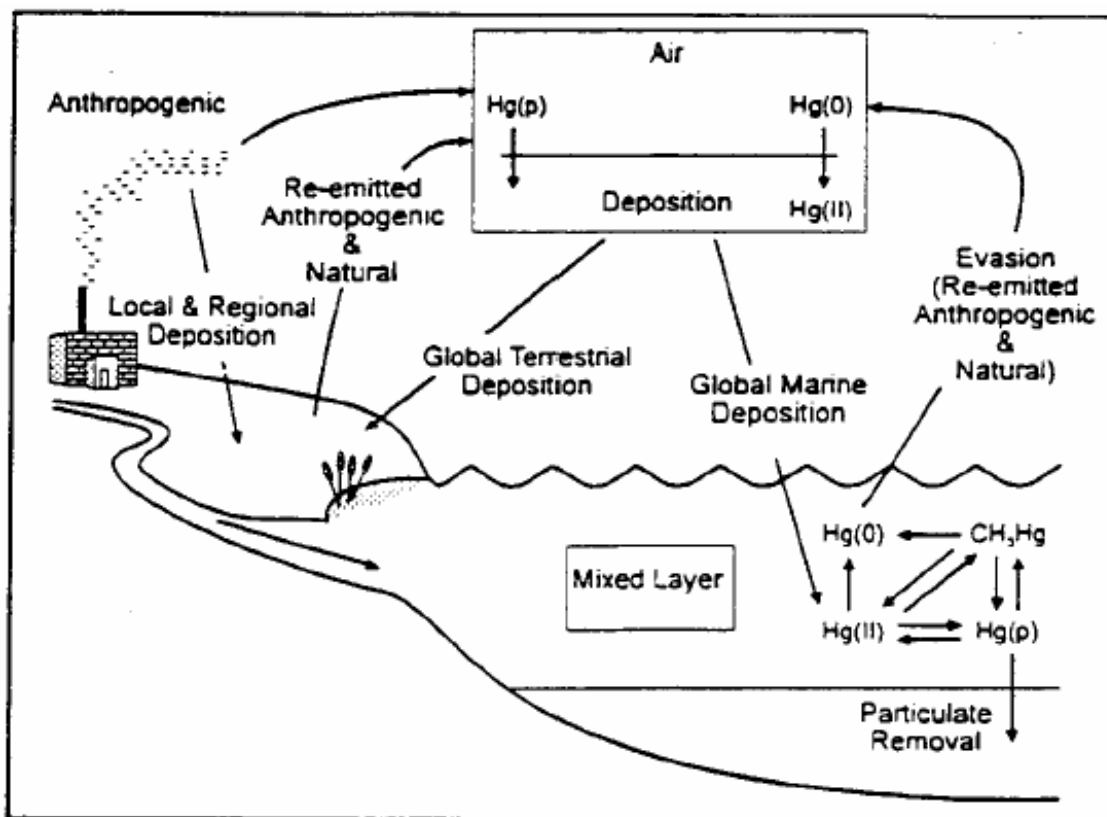 Air
Anthropogenic
Hg(p)
Hg(0)
Re-emitted
Anthropogenic
&
Natural
Deposition
Hg(II)
Local & Regional
Deposition
Evasion
(Re-emitted
Anthropogenic
&
Natural)
Global Terrestrial
Deposition
Global Marine
Deposition
Hg(0)
CH₃Hg
Mixed Layer
Hg(II)
Hg(p)
Particulate
Removal